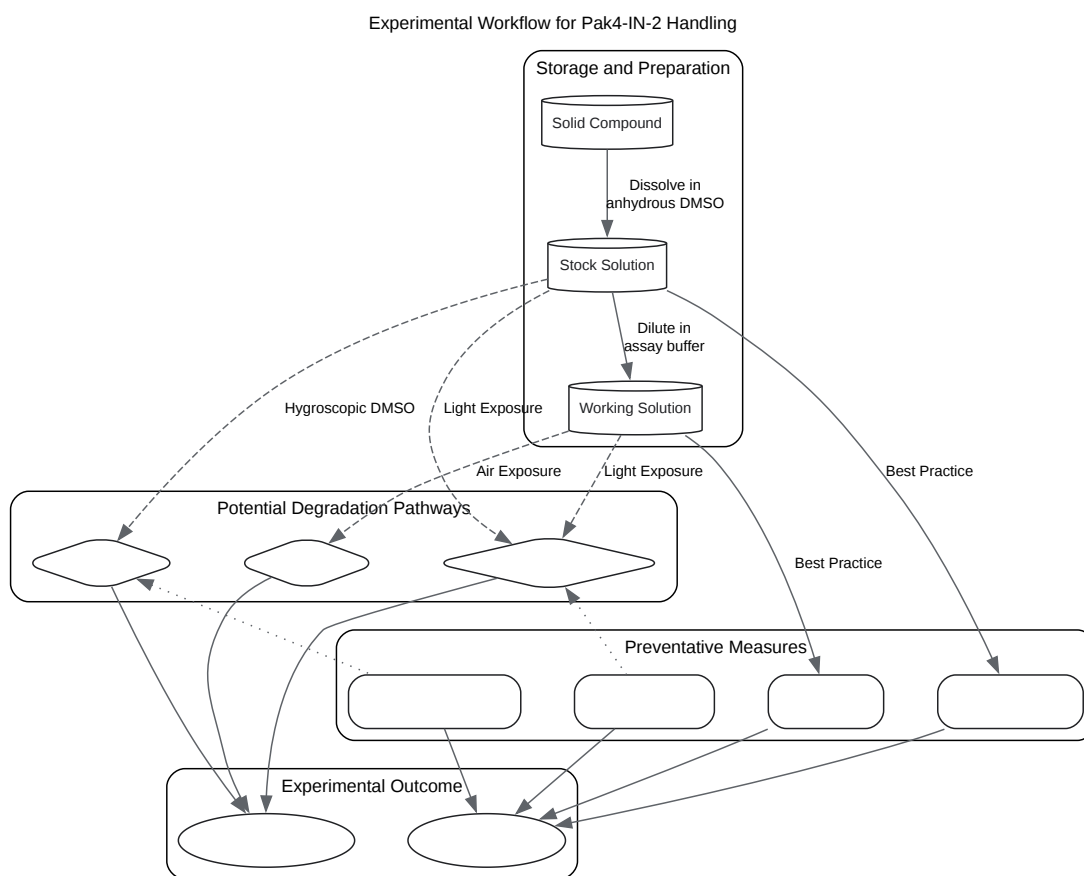 Experimental Workflow for Pak4-IN-2 Handling
Storage and Preparation
Solid Compound
Dissolve in
anhydrous DMSO
Stock Solution
Dilute in
assay buffer
Hygroscopic DMSO
Light Exposure
Working Solution
Air Exposure
Light Exposure
Best Practice
Potential Degradation Pathways
Best Practice
Preventative Measures
Experimental Outcome